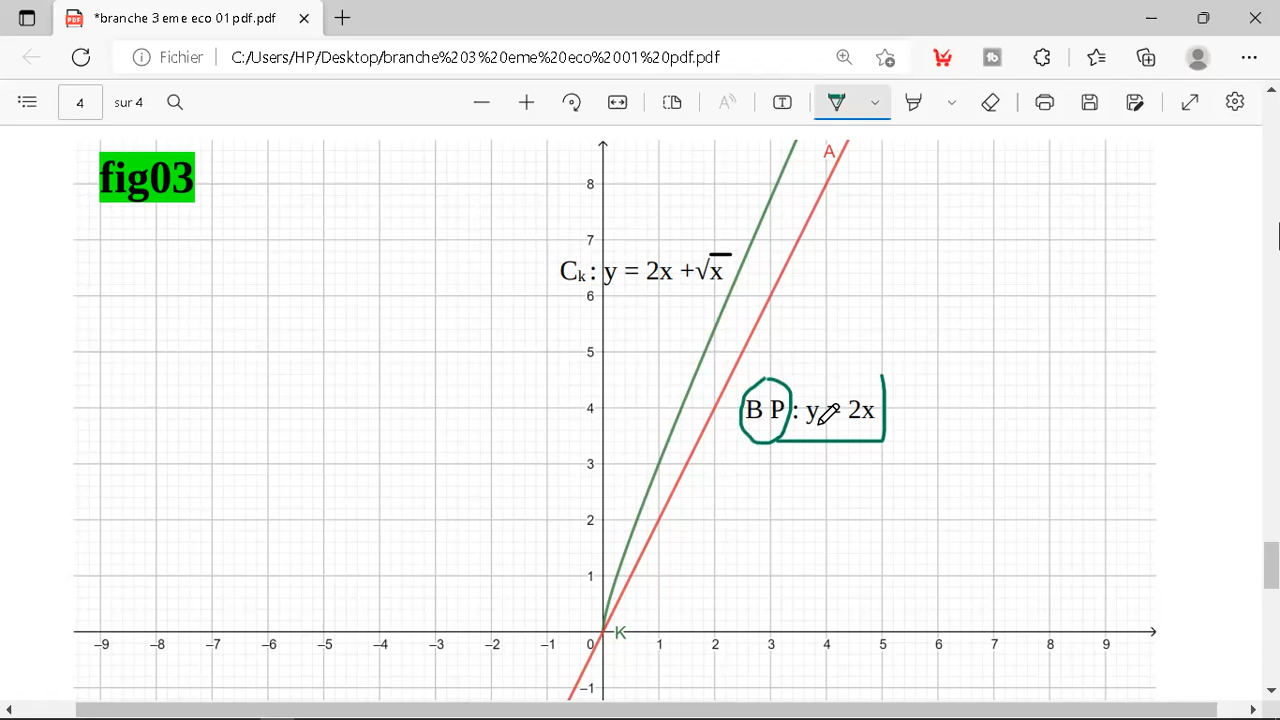 *branche 3 eme eco 01 pdf.pdf
Fichier
C:/Users/HP/Desktop/branche%203%20eme%20eco%2001%20pdf.pdf
4 sur 4
fig03
A
8
7
Cₖ : y = 2x +√x
6
5
B P : y = 2x
4
3
2
1
K
−9 −8 −7 −6 −5 −4 −3 −2 −1 0 1 2 3 4 5 6 7 8 9
−1